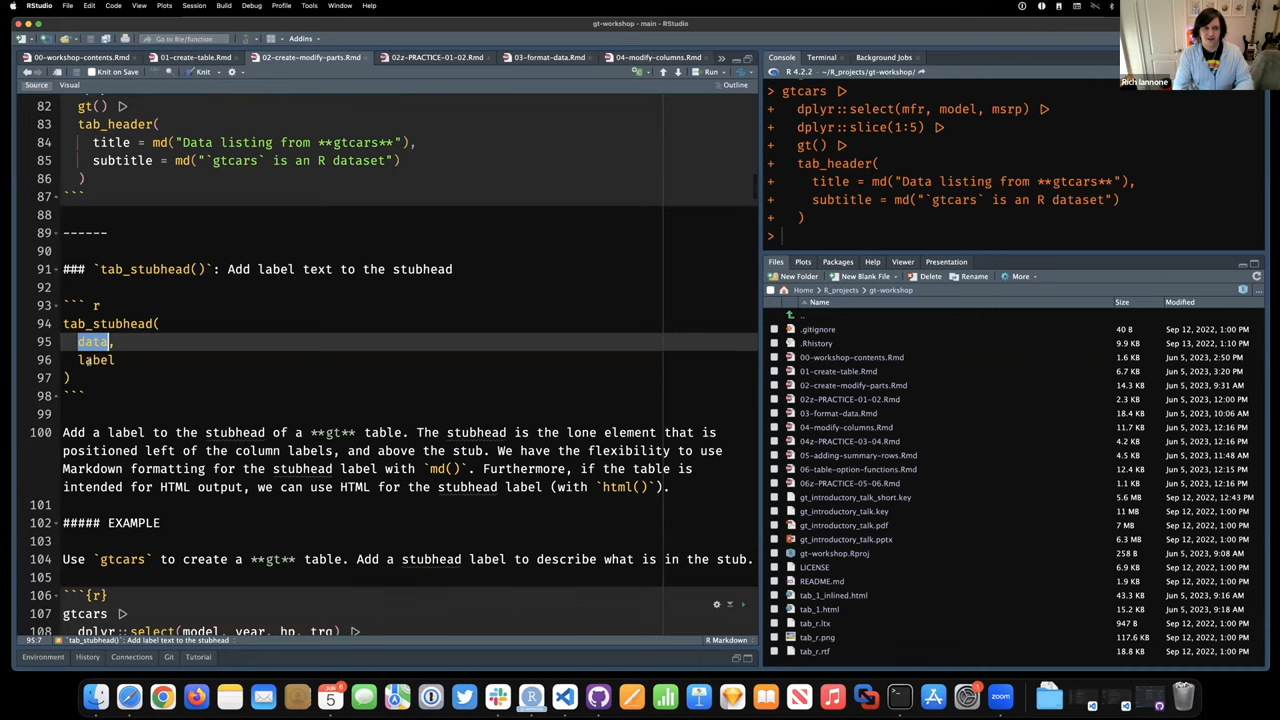 RStudio File Edit Code View Plots Session Build Debug Profile Tools Window Help
gt-workshop - main - RStudio
Go to file/function Addins
00-workshop-contents.Rmd 01-create-table.Rmd 02-create-modify-parts.Rmd 02z-PRACTICE-01-02.Rmd 03-format-data.Rmd 04-modify-columns.Rmd
Knit on Save Knit Run
Source Visual Outline
82 gt() |>
83 tab_header(
84 title = md("Data listing from **gtcars**"),
85 subtitle = md("`gtcars` is an R dataset")
86 )
87 ```
88
89 ------
90
91 ### `tab_stubhead()`: Add label text to the stubhead
92
93 ``` r
94 tab_stubhead(
95 data,
96 label
97 )
98 ```
99
100 Add a label to the stubhead of a **gt** table. The stubhead is the lone element that is
positioned left of the column labels, and above the stub. We have the flexibility to use
Markdown formatting for the stubhead label with `md()`. Furthermore, if the table is
intended for HTML output, we can use HTML for the stubhead label (with `html()`).
101
102 ##### EXAMPLE
103
104 Use `gtcars` to create a **gt** table. Add a stubhead label to describe what is in the stub.
105
106 ```{r}
107 gtcars |>
108 dplyr::select(model, year, hp, trq) |>
95:7 `tab_stubhead()`: Add label text to the stubhead R Markdown
Environment History Connections Git Tutorial
Console Terminal Background Jobs
R 4.2.2 · ~/R_projects/gt-workshop/
> gtcars |>
+ dplyr::select(mfr, model, msrp) |>
+ dplyr::slice(1:5) |>
+ gt() |>
+ tab_header(
+ title = md("Data listing from **gtcars**"),
+ subtitle = md("`gtcars` is an R dataset")
+ )
>
Files Plots Packages Help Viewer Presentation
New Folder New Blank File Delete Rename More
Home R_projects gt-workshop
Name Size Modified
..
.gitignore 40 B Sep 12, 2022, 1:00 PM
.Rhistory 9.9 KB Sep 13, 2022, 1:10 PM
00-workshop-contents.Rmd 1.6 KB Jun 5, 2023, 2:50 PM
01-create-table.Rmd 6.7 KB Jun 5, 2023, 3:20 PM
02-create-modify-parts.Rmd 14.3 KB Jun 5, 2023, 9:31 AM
02z-PRACTICE-01-02.Rmd 2.3 KB Jun 5, 2023, 12:00 PM
03-format-data.Rmd 18.4 KB Jun 5, 2023, 10:06 AM
04-modify-columns.Rmd 11.7 KB Jun 5, 2023, 12:16 PM
04z-PRACTICE-03-04.Rmd 4.2 KB Jun 5, 2023, 12:16 PM
05-adding-summary-rows.Rmd 4.5 KB Jun 5, 2023, 11:48 AM
06-table-option-functions.Rmd 12.4 KB Jun 5, 2023, 12:16 PM
06z-PRACTICE-05-06.Rmd 1.1 KB Jun 5, 2023, 12:16 PM
gt_introductory_talk_short.key 5.6 MB Sep 12, 2022, 12:43 PM
gt_introductory_talk.key 11 MB Sep 12, 2022, 1:00 PM
gt_introductory_talk.pdf 7 MB Sep 12, 2022, 1:00 PM
gt_introductory_talk.pptx 6.3 MB Sep 12, 2022, 1:00 PM
gt-workshop.Rproj 258 B Jun 5, 2023, 9:08 AM
LICENSE Sep 12, 2022, 1:00 PM
README.md 1.9 KB Sep 12, 2022, 1:00 PM
tab_1_inlined.html 43.3 KB Jun 5, 2023, 9:16 AM
tab_1.html 15.2 KB Jun 5, 2023, 9:18 AM
tab_r.ltx 947 B Sep 12, 2022, 1:00 PM
tab_r.png 117.6 KB Sep 12, 2022, 1:00 PM
tab_r.rtf 18.8 KB Sep 12, 2022, 1:00 PM
Rich Iannone
JUN
5
zoom